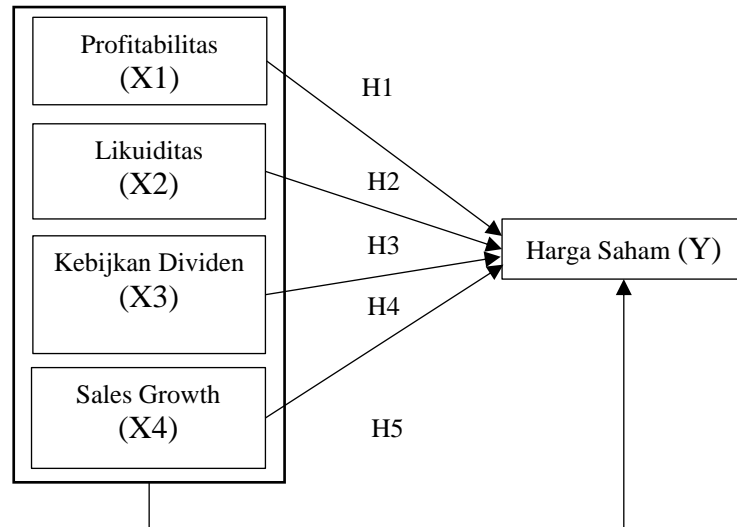 Profitabilitas
(X1)
H1
Likuiditas
(X2)
H2
Kebijkan Dividen
(X3)
H3
Harga Saham (Y)
H4
Sales Growth
(X4)
H5